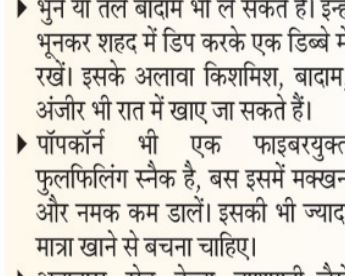 भुने या तले बादाम भी ले सकते हैं। इन्हें
भूनकर शहद में डिप करके एक डिब्बे में
रखें। इसके अलावा किशमिश, बादाम,
अंजीर भी रात में खाए जा सकते हैं।
▶ पॉपकॉर्न भी एक फाइबरयुक्त
फुलफिलिंग स्नैक है, बस इसमें मक्खन
और नमक कम डालें। इसकी भी ज्यादा
मात्रा खाने से बचना चाहिए।